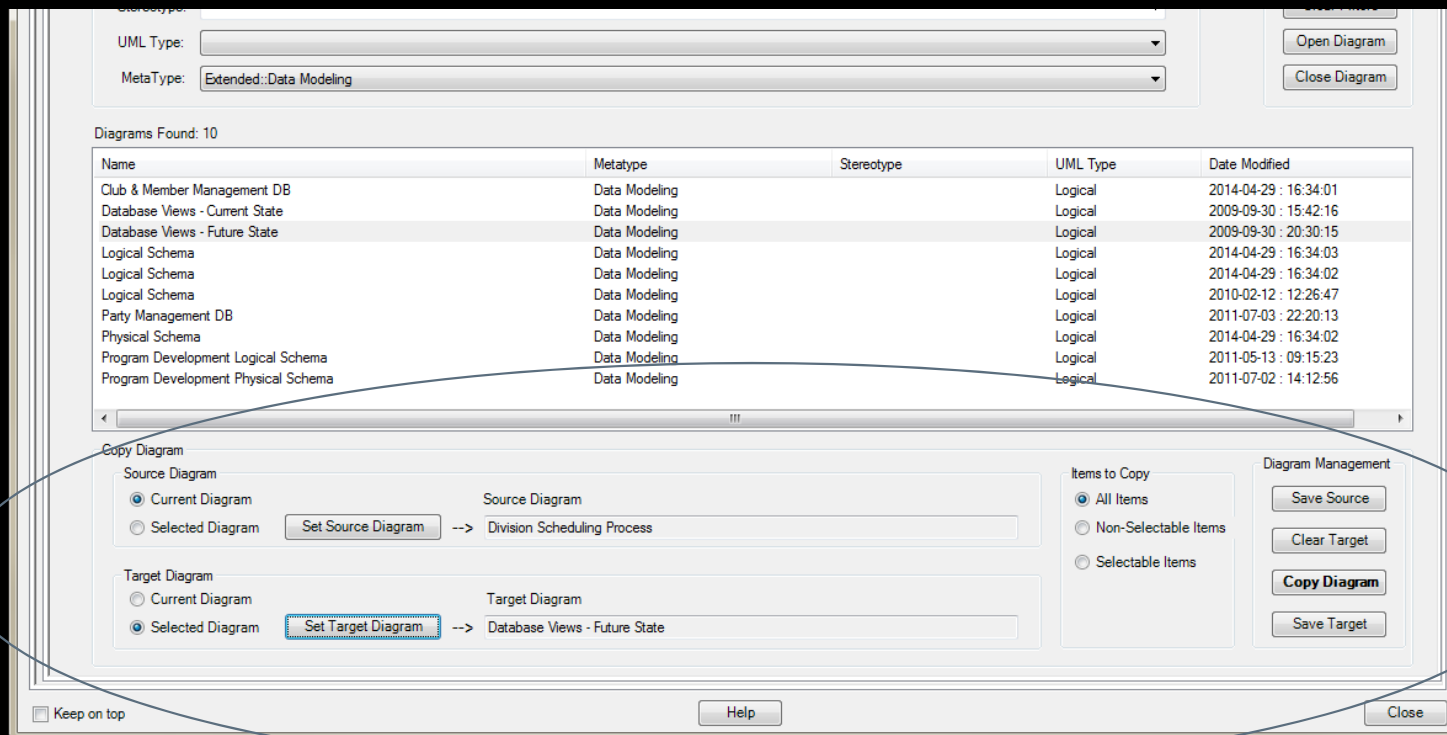 UML Type: Open Diagram
MetaType: Extended::Data Modeling Close Diagram
Diagrams Found: 10
Name Metatype Stereotype UML Type Date Modified
Club & Member Management DB Data Modeling Logical 2014-04-29 : 16:34:01
Database Views - Current State Data Modeling Logical 2009-09-30 : 15:42:16
Database Views - Future State Data Modeling Logical 2009-09-30 : 20:30:15
Logical Schema Data Modeling Logical 2014-04-29 : 16:34:03
Logical Schema Data Modeling Logical 2014-04-29 : 16:34:02
Logical Schema Data Modeling Logical 2010-02-12 : 12:26:47
Party Management DB Data Modeling Logical 2011-07-03 : 22:20:13
Physical Schema Data Modeling Logical 2014-04-29 : 16:34:02
Program Development Logical Schema Data Modeling Logical 2011-05-13 : 09:15:23
Program Development Physical Schema Data Modeling Logical 2011-07-02 : 14:12:56
Copy Diagram
Source Diagram Items to Copy Diagram Management
Current Diagram Source Diagram All Items Save Source
Selected Diagram Set Source Diagram --> Division Scheduling Process Non-Selectable Items
Clear Target
Selectable Items
Target Diagram Copy Diagram
Current Diagram Target Diagram
Selected Diagram Set Target Diagram --> Database Views - Future State Save Target
Keep on top Help Close